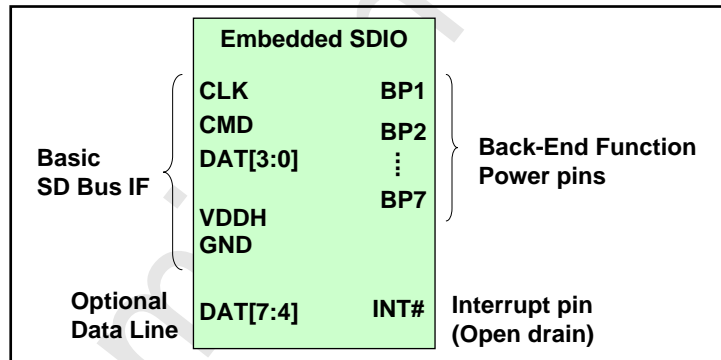 Embedded SDIO
Basic
SD Bus IF
CLK
CMD
DAT[3:0]
VDDH
GND
Optional
Data Line
DAT[7:4]
BP1
BP2
BP7
Back-End Function
Power pins
INT#
Interrupt pin
(Open drain)